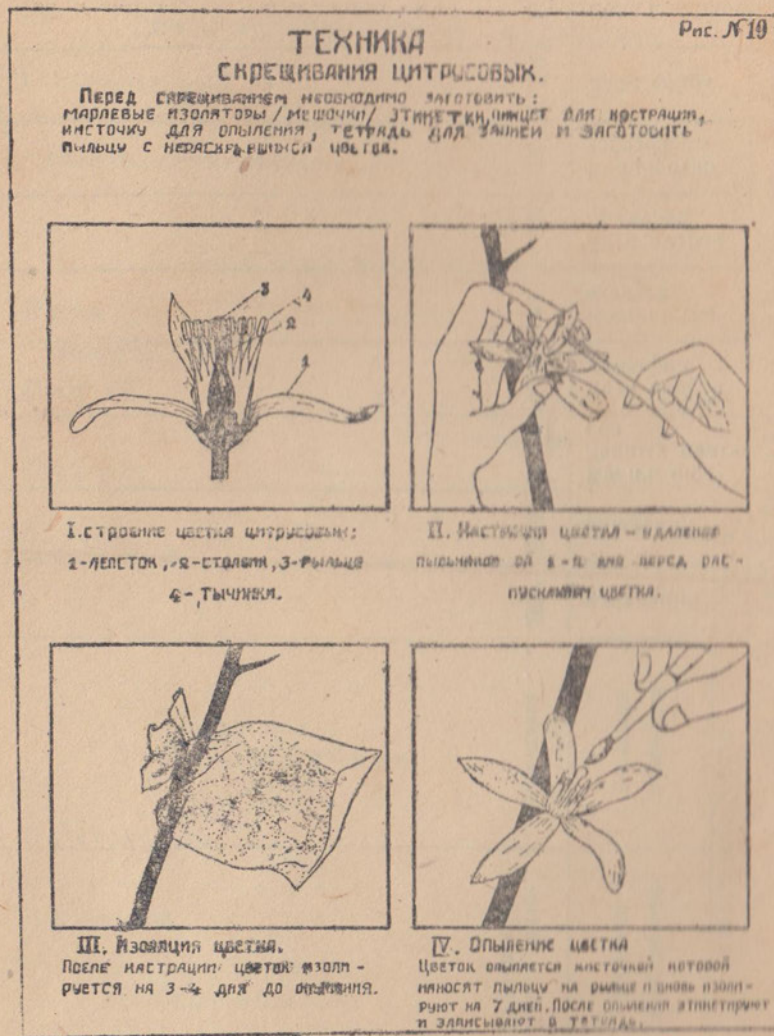 Рис. №19
ТЕХНИКА
СКРЕЩИВАНИЯ ЦИТРУСОВЫХ.
Перед скрещиванием необходимо заготовить:
марлевые изоляторы /мешочки/ этикетки, пинцет для кастрации,
кисточку для опыления, тетрадь для записи и заготовить
пыльцу с нераскрывшихся цветка.
3
4
2
1
I. строение цветка цитрусовых:
1-лепсток, -2-столбик, 3-рыльце
4-, тычинки.
II. Кастрация цветка - удаление
пыльников за 1-2 дня перед рас-
пусканием цветка.
III. Изоляция цветка.
После кастрации цветок изоли-
руется на 3-4 дня до опыления.
IV. Опыление цветка
Цветок опыляется кисточкой которой
наносят пыльцу на рыльце и вновь изоли-
руют на 7 дней. После опыления этикетируют
и записывают в тетрадь.